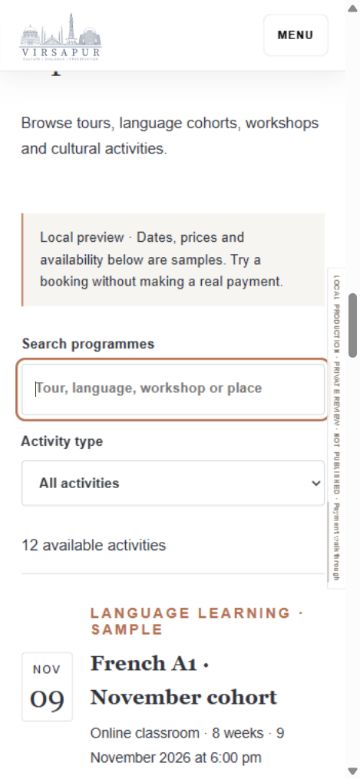 VIRSAPUR
MENU
Browse tours, language cohorts, workshops
and cultural activities.
Local preview · Dates, prices and
availability below are samples. Try a
booking without making a real payment.
LOCAL PRODUCTION · PRIVATE REVIEW · NOT PUBLISHED · Payment walkthrough
Search programmes
Tour, language, workshop or place
Activity type
All activities
12 available activities
LANGUAGE LEARNING ·
SAMPLE
NOV
09
French A1 ·
November cohort
Online classroom · 8 weeks · 9
November 2026 at 6:00 pm